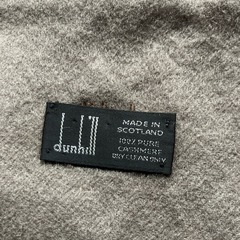 dunhill
MADE IN
SCOTLAND
100% PURE
CASHMERE
DRY CLEAN ONLY